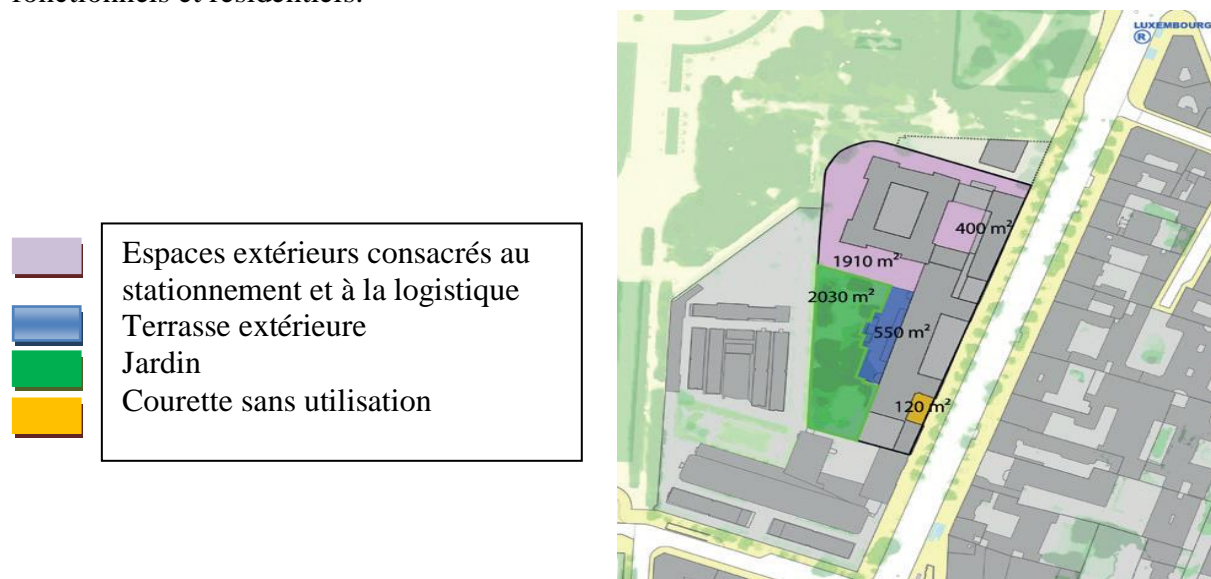 fonctionnels et résidentiels.
Espaces extérieurs consacrés au
stationnement et à la logistique
Terrasse extérieure
Jardin
Courette sans utilisation
LUXEMBOURG
R
400 m²
1910 m²
2030 m²
550 m²
120 m²